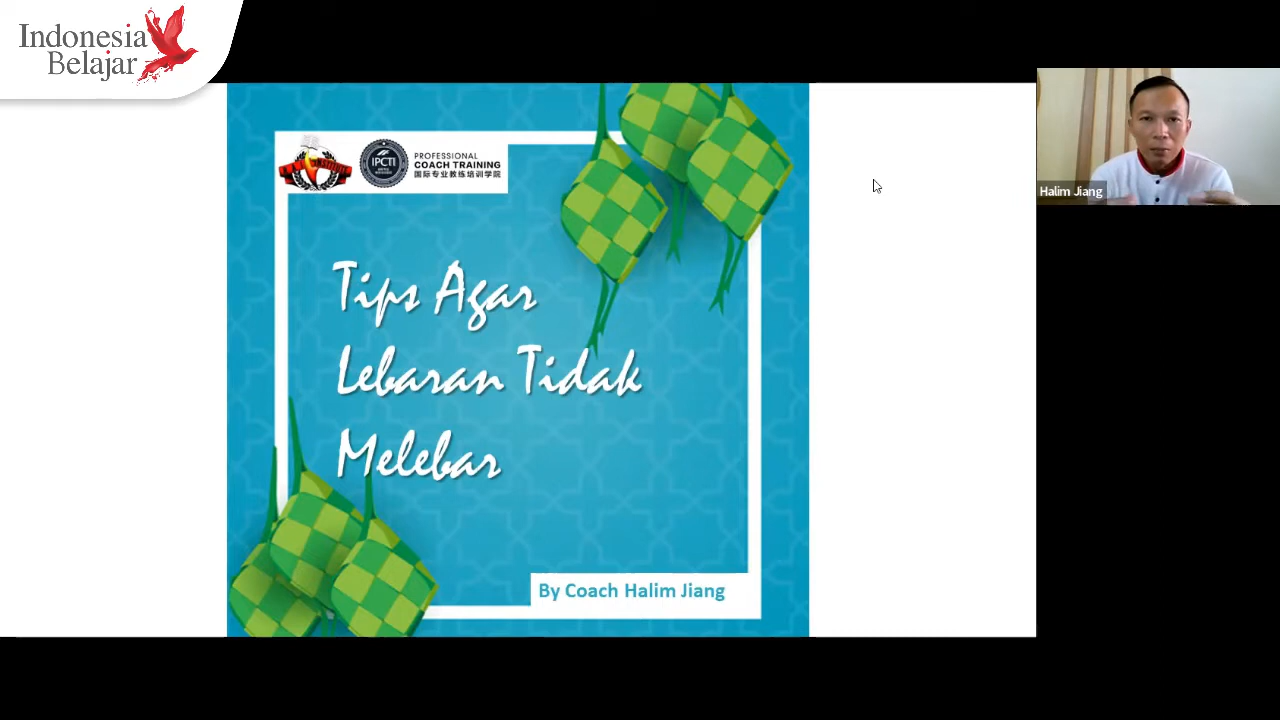 Indonesia
Belajar
IPCTI
PROFESSIONAL
COACH TRAINING
国际专业教练培训学院
Tips Agar
Lebaran Tidak
Melebar
By Coach Halim Jiang
Halim Jiang